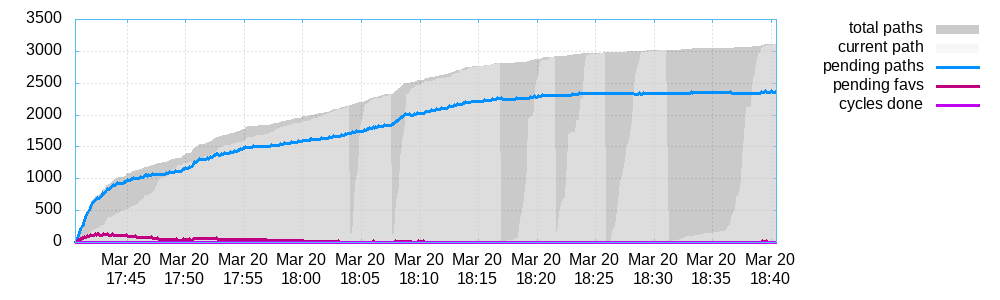 3500
3000
2500
2000
1500
1000
500
0
Mar 20 Mar 20 Mar 20 Mar 20 Mar 20 Mar 20 Mar 20 Mar 20 Mar 20 Mar 20 Mar 20 Mar 20
17:45 17:50 17:55 18:00 18:05 18:10 18:15 18:20 18:25 18:30 18:35 18:40
total paths
current path
pending paths
pending favs
cycles done